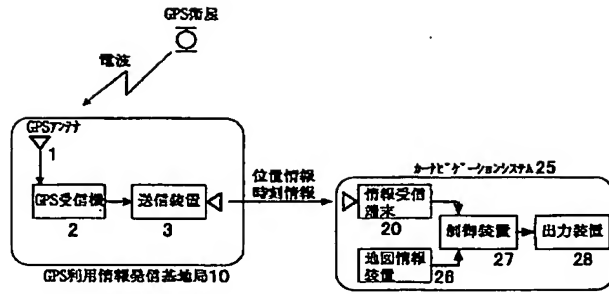 GPS衛星
電波
GPSアンテナ
1
GPS受信機
2
送信装置
3
GPS利用情報発信基地局10
位置情報
時刻情報
カーナビゲーションシステム25
情報受信
端末
20
地図情報
装置
26
制御装置
27
出力装置
28